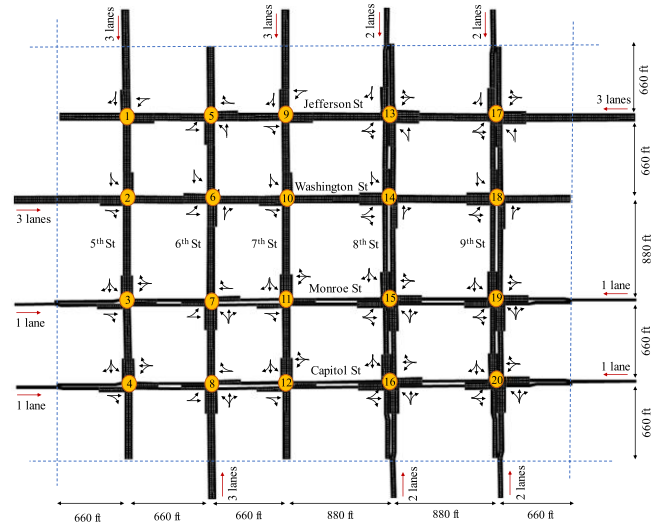 3 lanes
3 lanes
2 lanes
2 lanes
660 ft
Jefferson St
3 lanes
1
5
9
13
17
660 ft
Washington St
2
6
10
14
18
3 lanes
5th St
6th St
7th St
8th St
9th St
880 ft
Monroe St
1 lane
3
7
11
15
19
1 lane
660 ft
Capitol St
1 lane
4
8
12
16
20
1 lane
660 ft
3 lanes
2 lanes
2 lanes
660 ft
660 ft
660 ft
880 ft
880 ft
660 ft